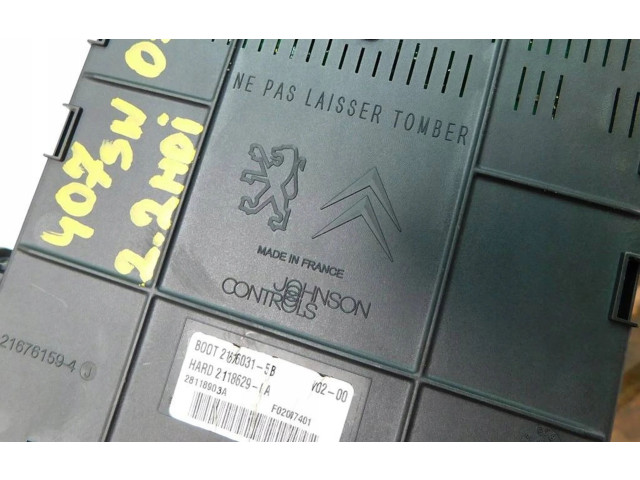 NE PAS LAISSER TOMBER
407SW
2.2HDi
MADE IN FRANCE
JOHNSON
CONTROLS
21676159-4 J
HARD 2118629- A
V02-00
28118903A
F02087401